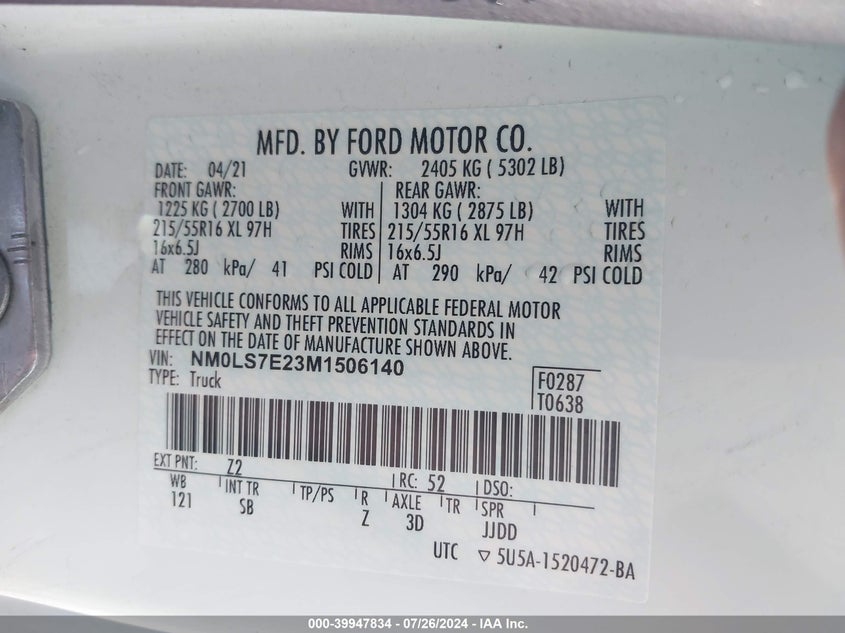 MFD. BY FORD MOTOR CO.
DATE: 04/21 GVWR: 2405 KG ( 5302 LB)
FRONT GAWR: REAR GAWR:
1225 KG ( 2700 LB) WITH 1304 KG ( 2875 LB) WITH
215/55R16 XL 97H TIRES 215/55R16 XL 97H TIRES
16x6.5J RIMS 16x6.5J RIMS
AT 280 kPa/ 41 PSI COLD AT 290 kPa/ 42 PSI COLD
THIS VEHICLE CONFORMS TO ALL APPLICABLE FEDERAL MOTOR
VEHICLE SAFETY AND THEFT PREVENTION STANDARDS IN
EFFECT ON THE DATE OF MANUFACTURE SHOWN ABOVE.
VIN: NM0LS7E23M1506140
TYPE: Truck
F0287
T0638
EXT PNT: Z2 RC: 52 DSO:
WB INT TR TP/PS R AXLE TR SPR
121 SB Z 3D JJDD
UTC ▽ 5U5A-1520472-BA
000-39947834 / 07/26/2024 - IAA Inc.